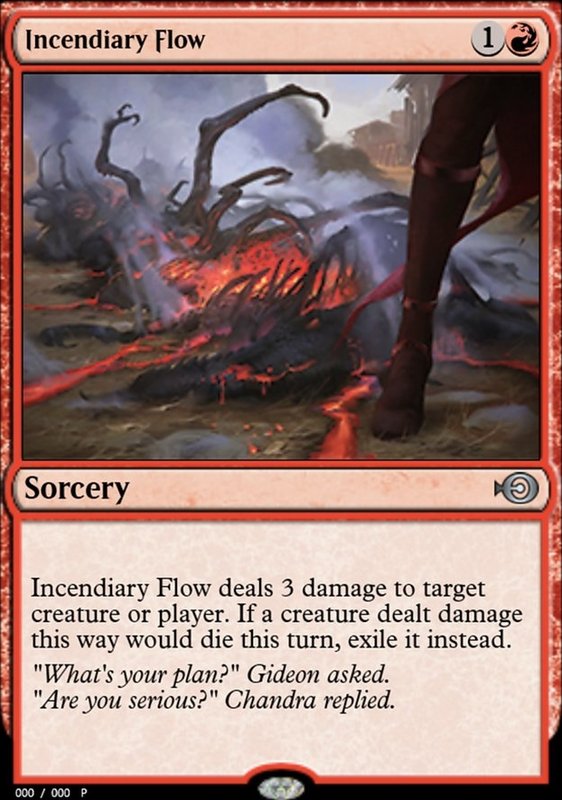 Incendiary Flow 1
Sorcery
Incendiary Flow deals 3 damage to target
creature or player. If a creature dealt damage
this way would die this turn, exile it instead.
"What's your plan?" Gideon asked.
"Are you serious?" Chandra replied.
000 / 000 P